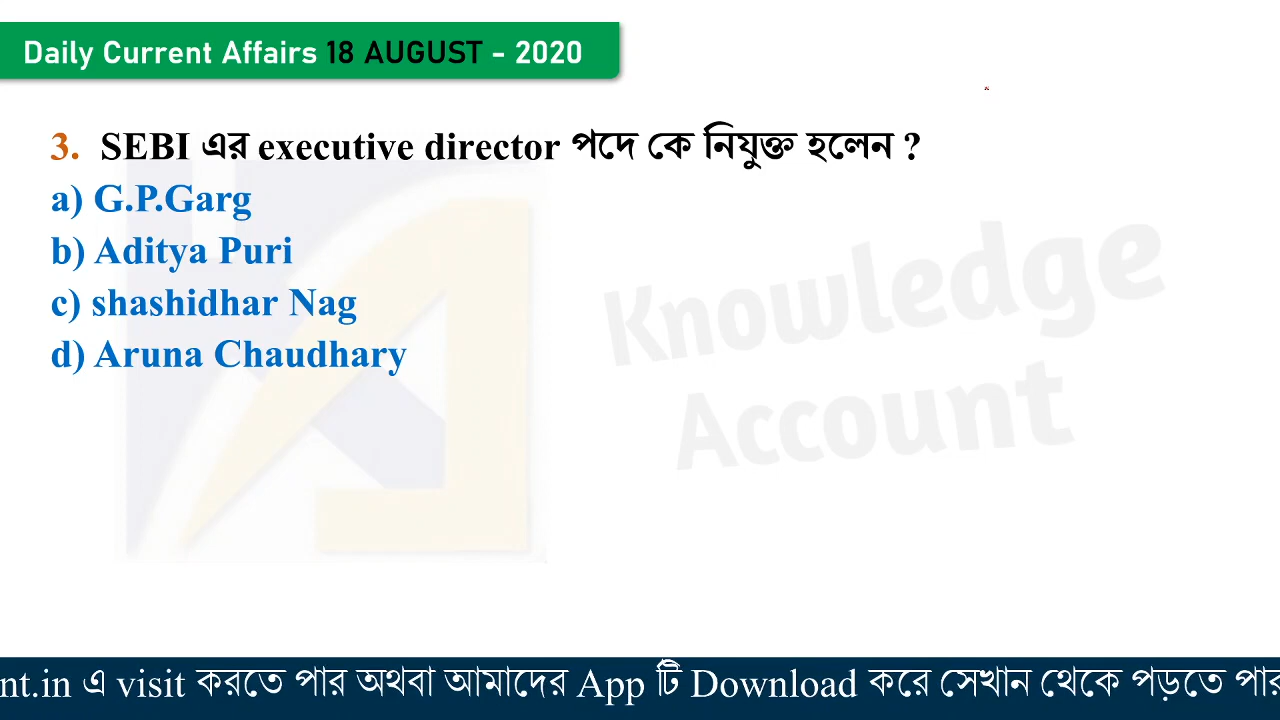 Daily Current Affairs 18 AUGUST - 2020
3. SEBI এর executive director পদে কে নিযুক্ত হলেন ?
a) G.P.Garg
b) Aditya Puri
c) shashidhar Nag
d) Aruna Chaudhary
Knowledge
Account
nt.in এ visit করতে পার অথবা আমাদের App টি Download করে সেখান থেকে পড়তে পার